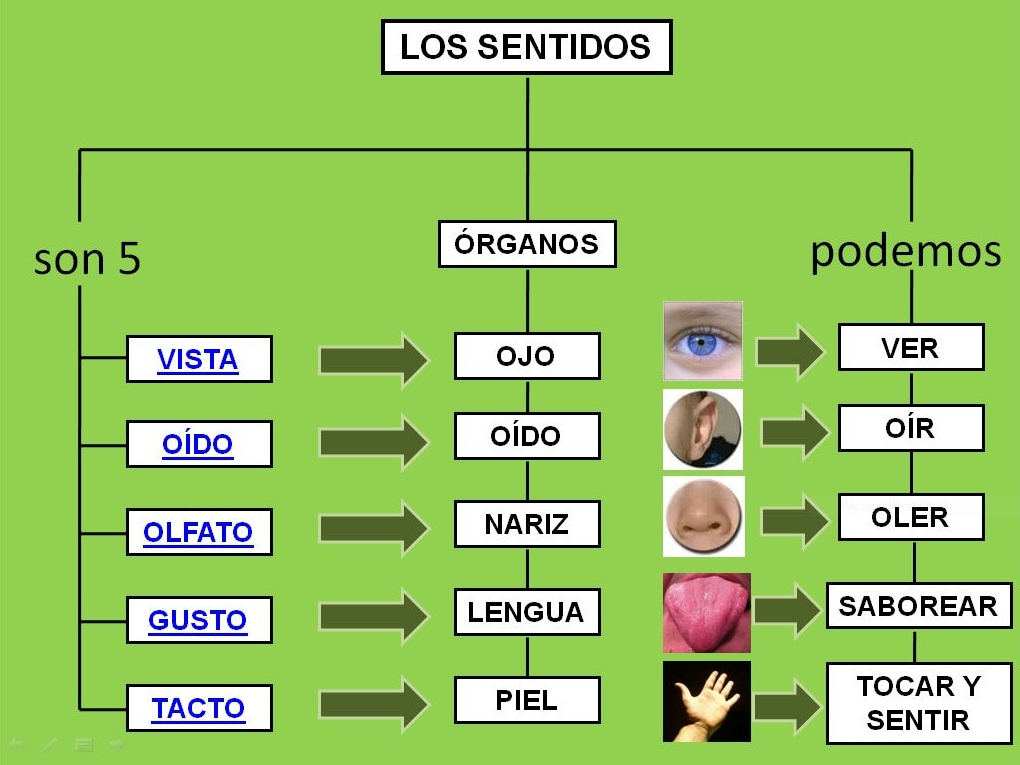 LOS SENTIDOS
son 5
ÓRGANOS
podemos
VISTA
OJO
VER
OÍDO
OÍDO
OÍR
OLFATO
NARIZ
OLER
GUSTO
LENGUA
SABOREAR
TACTO
PIEL
TOCAR Y
SENTIR